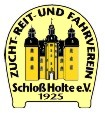 ZUCHT-REIT-UND FAHRVEREIN
Schloß Holte e.V.
1925